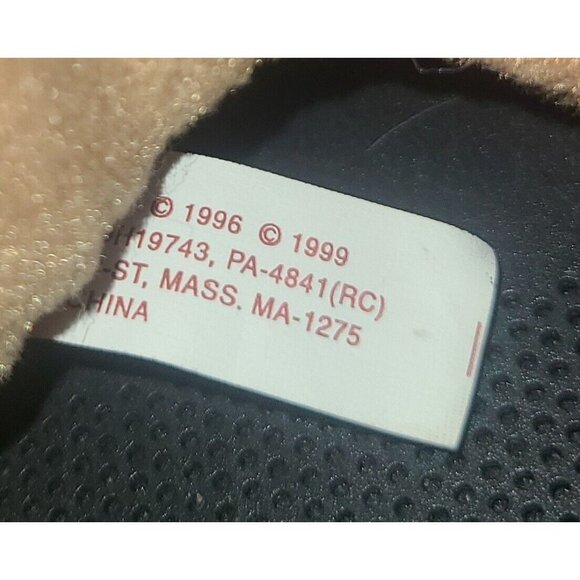 © 1996 © 1999
H19743, PA-4841(RC)
-ST, MASS. MA-1275
CHINA